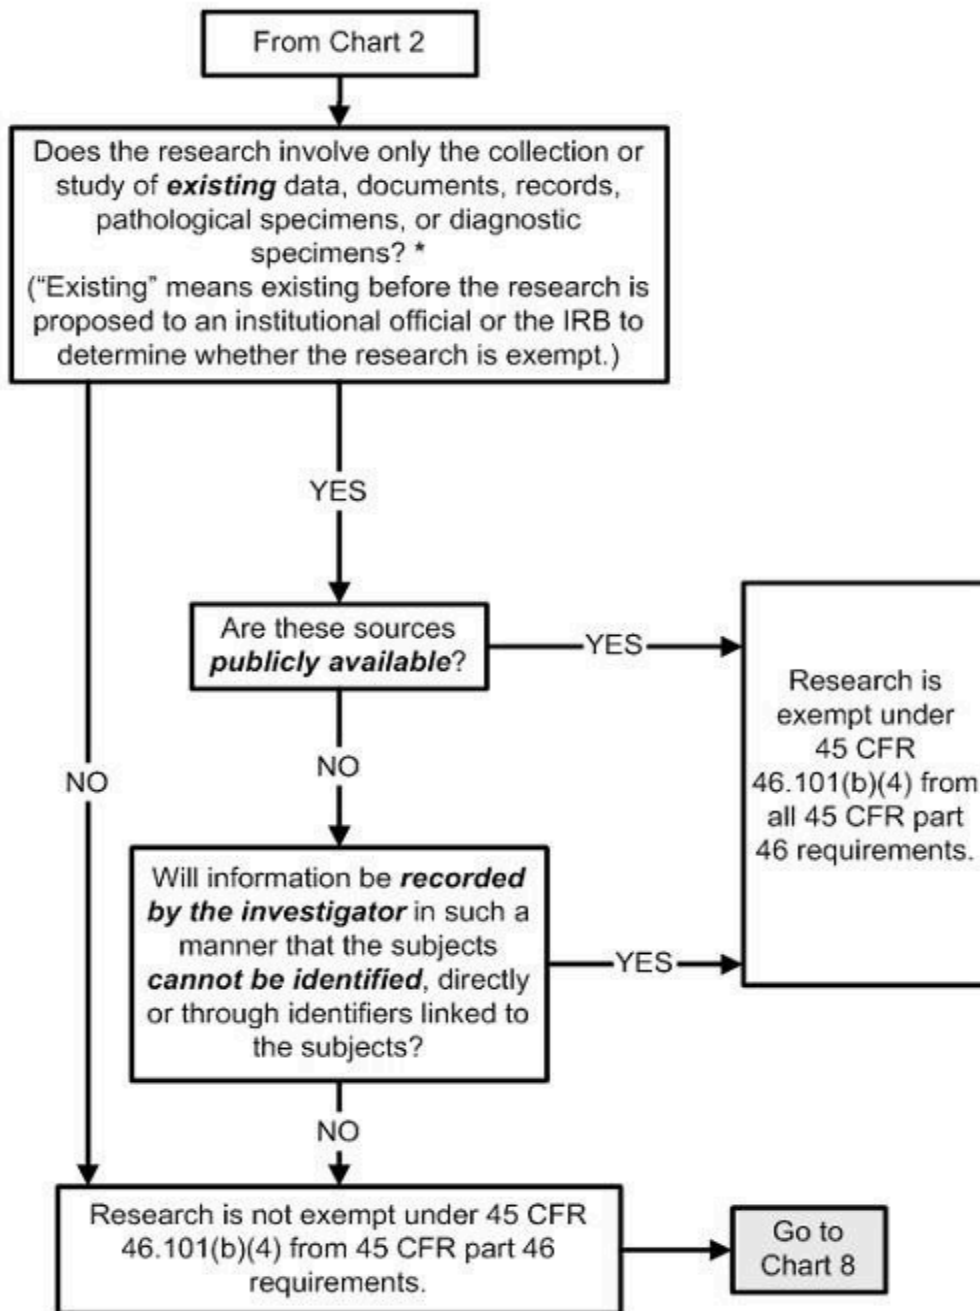 From Chart 2
Does the research involve only the collection or
study of existing data, documents, records,
pathological specimens, or diagnostic
specimens? *
(“Existing” means existing before the research is
proposed to an institutional official or the IRB to
determine whether the research is exempt.)
YES
Are these sources
publicly available?
YES
Research is
exempt under
45 CFR
46.101(b)(4) from
all 45 CFR part
46 requirements.
NO
NO
Will information be recorded
by the investigator in such a
manner that the subjects
cannot be identified, directly
or through identifiers linked to
the subjects?
YES
NO
Research is not exempt under 45 CFR
46.101(b)(4) from 45 CFR part 46
requirements.
Go to
Chart 8